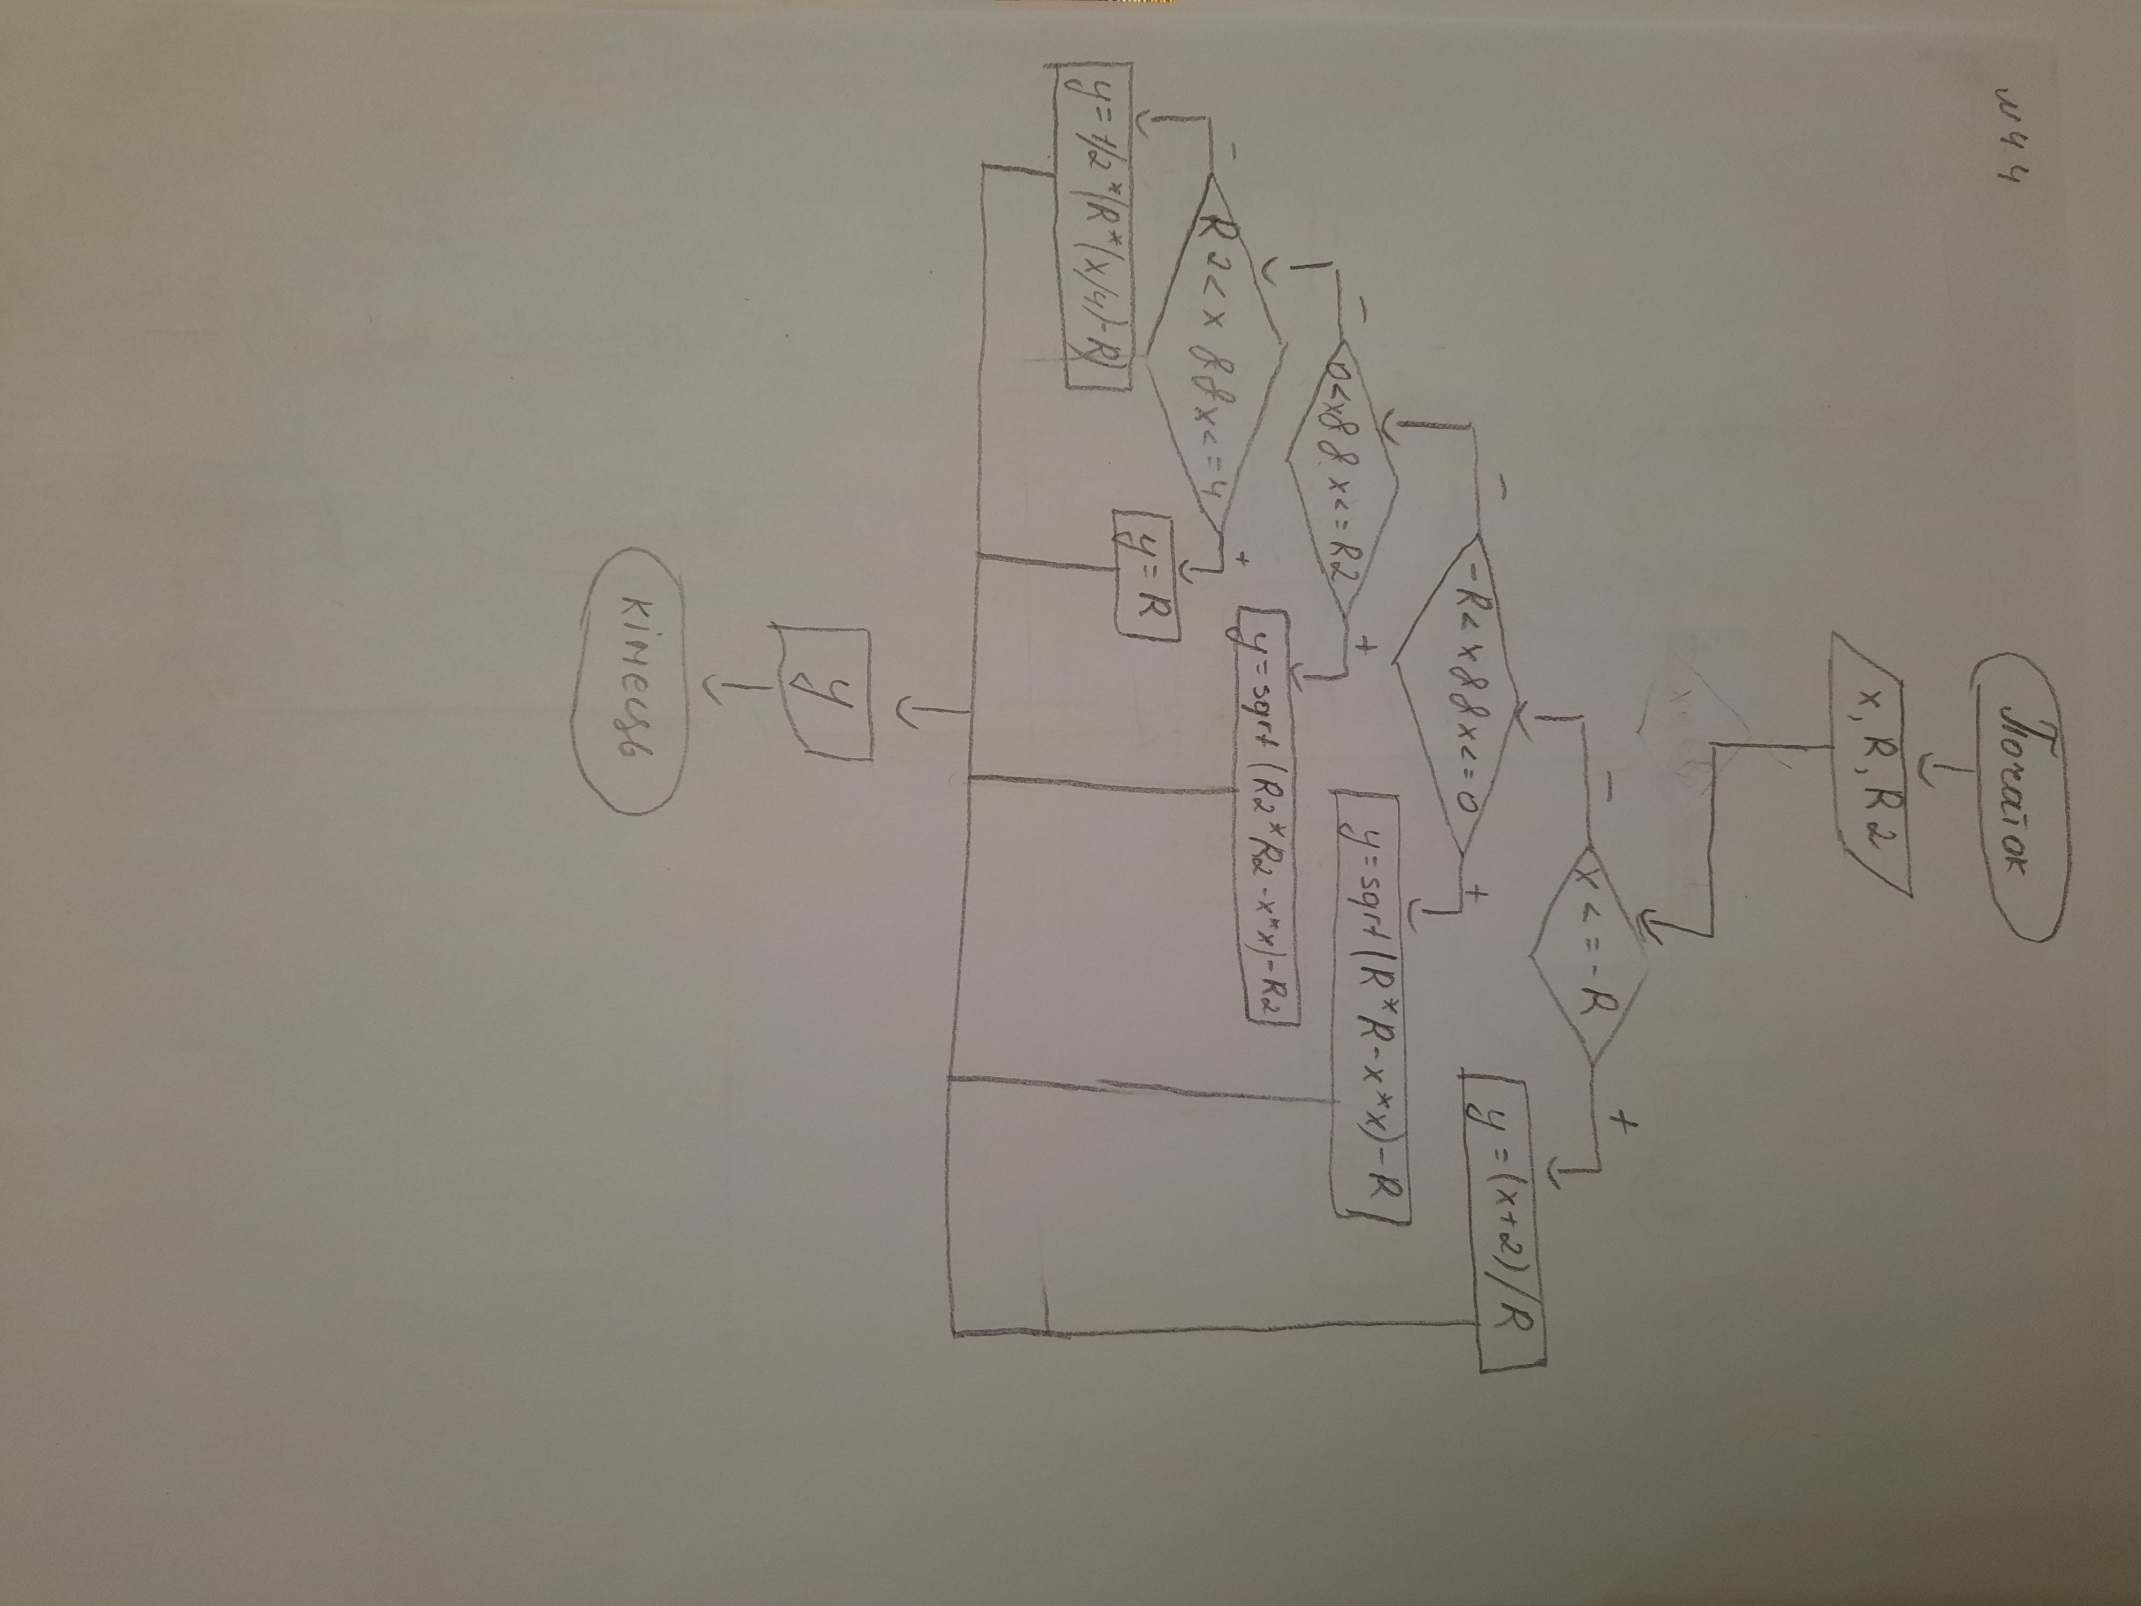 №44
Початок
x, R, R2
x<=-R
-
+
y=(x+2)/R
-R<x&&x<=0
-
+
y=sqrt(R*R-x*x)-R
0<x&&x<=R2
-
+
y=sqrt(R2*R2-x*x)-R2
R2<x&&x<=4
-
+
y=R
y=1/2*(R*(x/4)-R)
y
Кінець